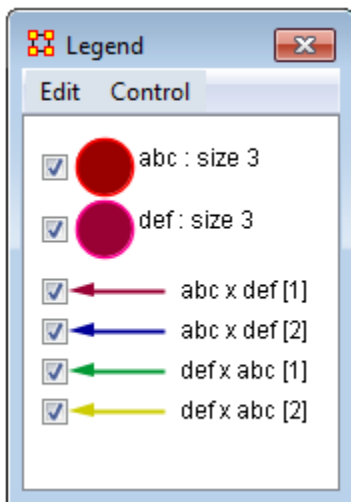 Legend
Edit Control
abc : size 3
def : size 3
abc x def [1]
abc x def [2]
def x abc [1]
def x abc [2]